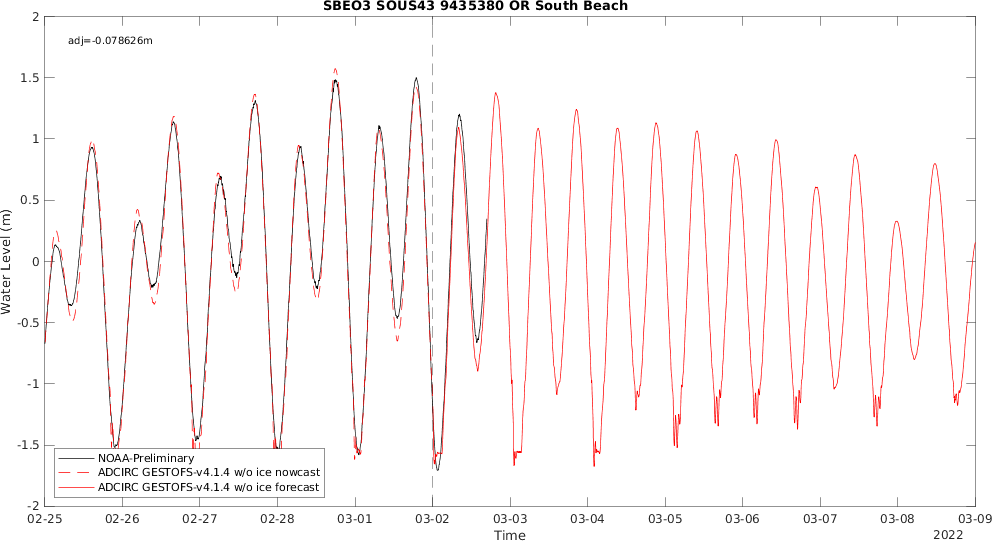 SBEO3 SOUS43 9435380 OR South Beach
adj=-0.078626m
2
1.5
1
0.5
0
-0.5
-1
-1.5
-2
Water Level (m)
NOAA-Preliminary
ADCIRC GESTOFS-v4.1.4 w/o ice nowcast
ADCIRC GESTOFS-v4.1.4 w/o ice forecast
02-25 02-26 02-27 02-28 03-01 03-02 03-03 03-04 03-05 03-06 03-07 03-08 03-09
Time
2022